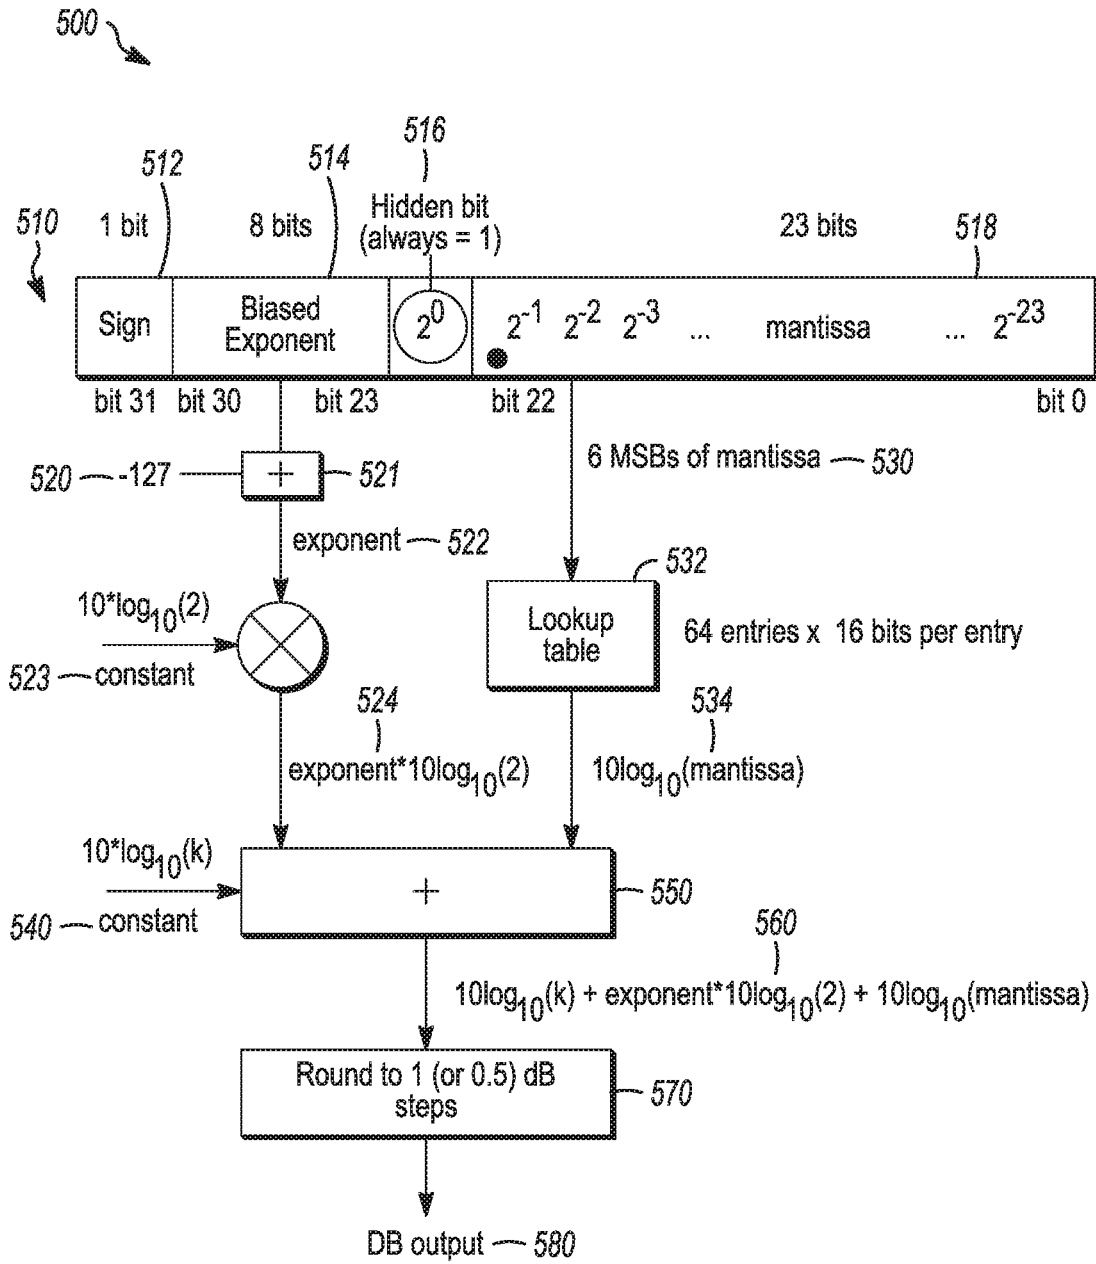 500
516
512
514
510
1 bit
8 bits
Hidden bit
(always = 1)
23 bits
518
Sign
Biased
Exponent
2^0
2^-1 2^-2 2^-3 ... mantissa ... 2^-23
bit 31 bit 30 bit 23 bit 22 bit 0
520 -127 + 521
6 MSBs of mantissa 530
exponent 522
532
10*log10(2)
constant
523
Lookup
table
64 entries x 16 bits per entry
524
534
exponent*10log10(2)
10log10(mantissa)
10*log10(k)
constant
540
+
550
560
10log10(k) + exponent*10log10(2) + 10log10(mantissa)
Round to 1 (or 0.5) dB
steps
570
DB output 580